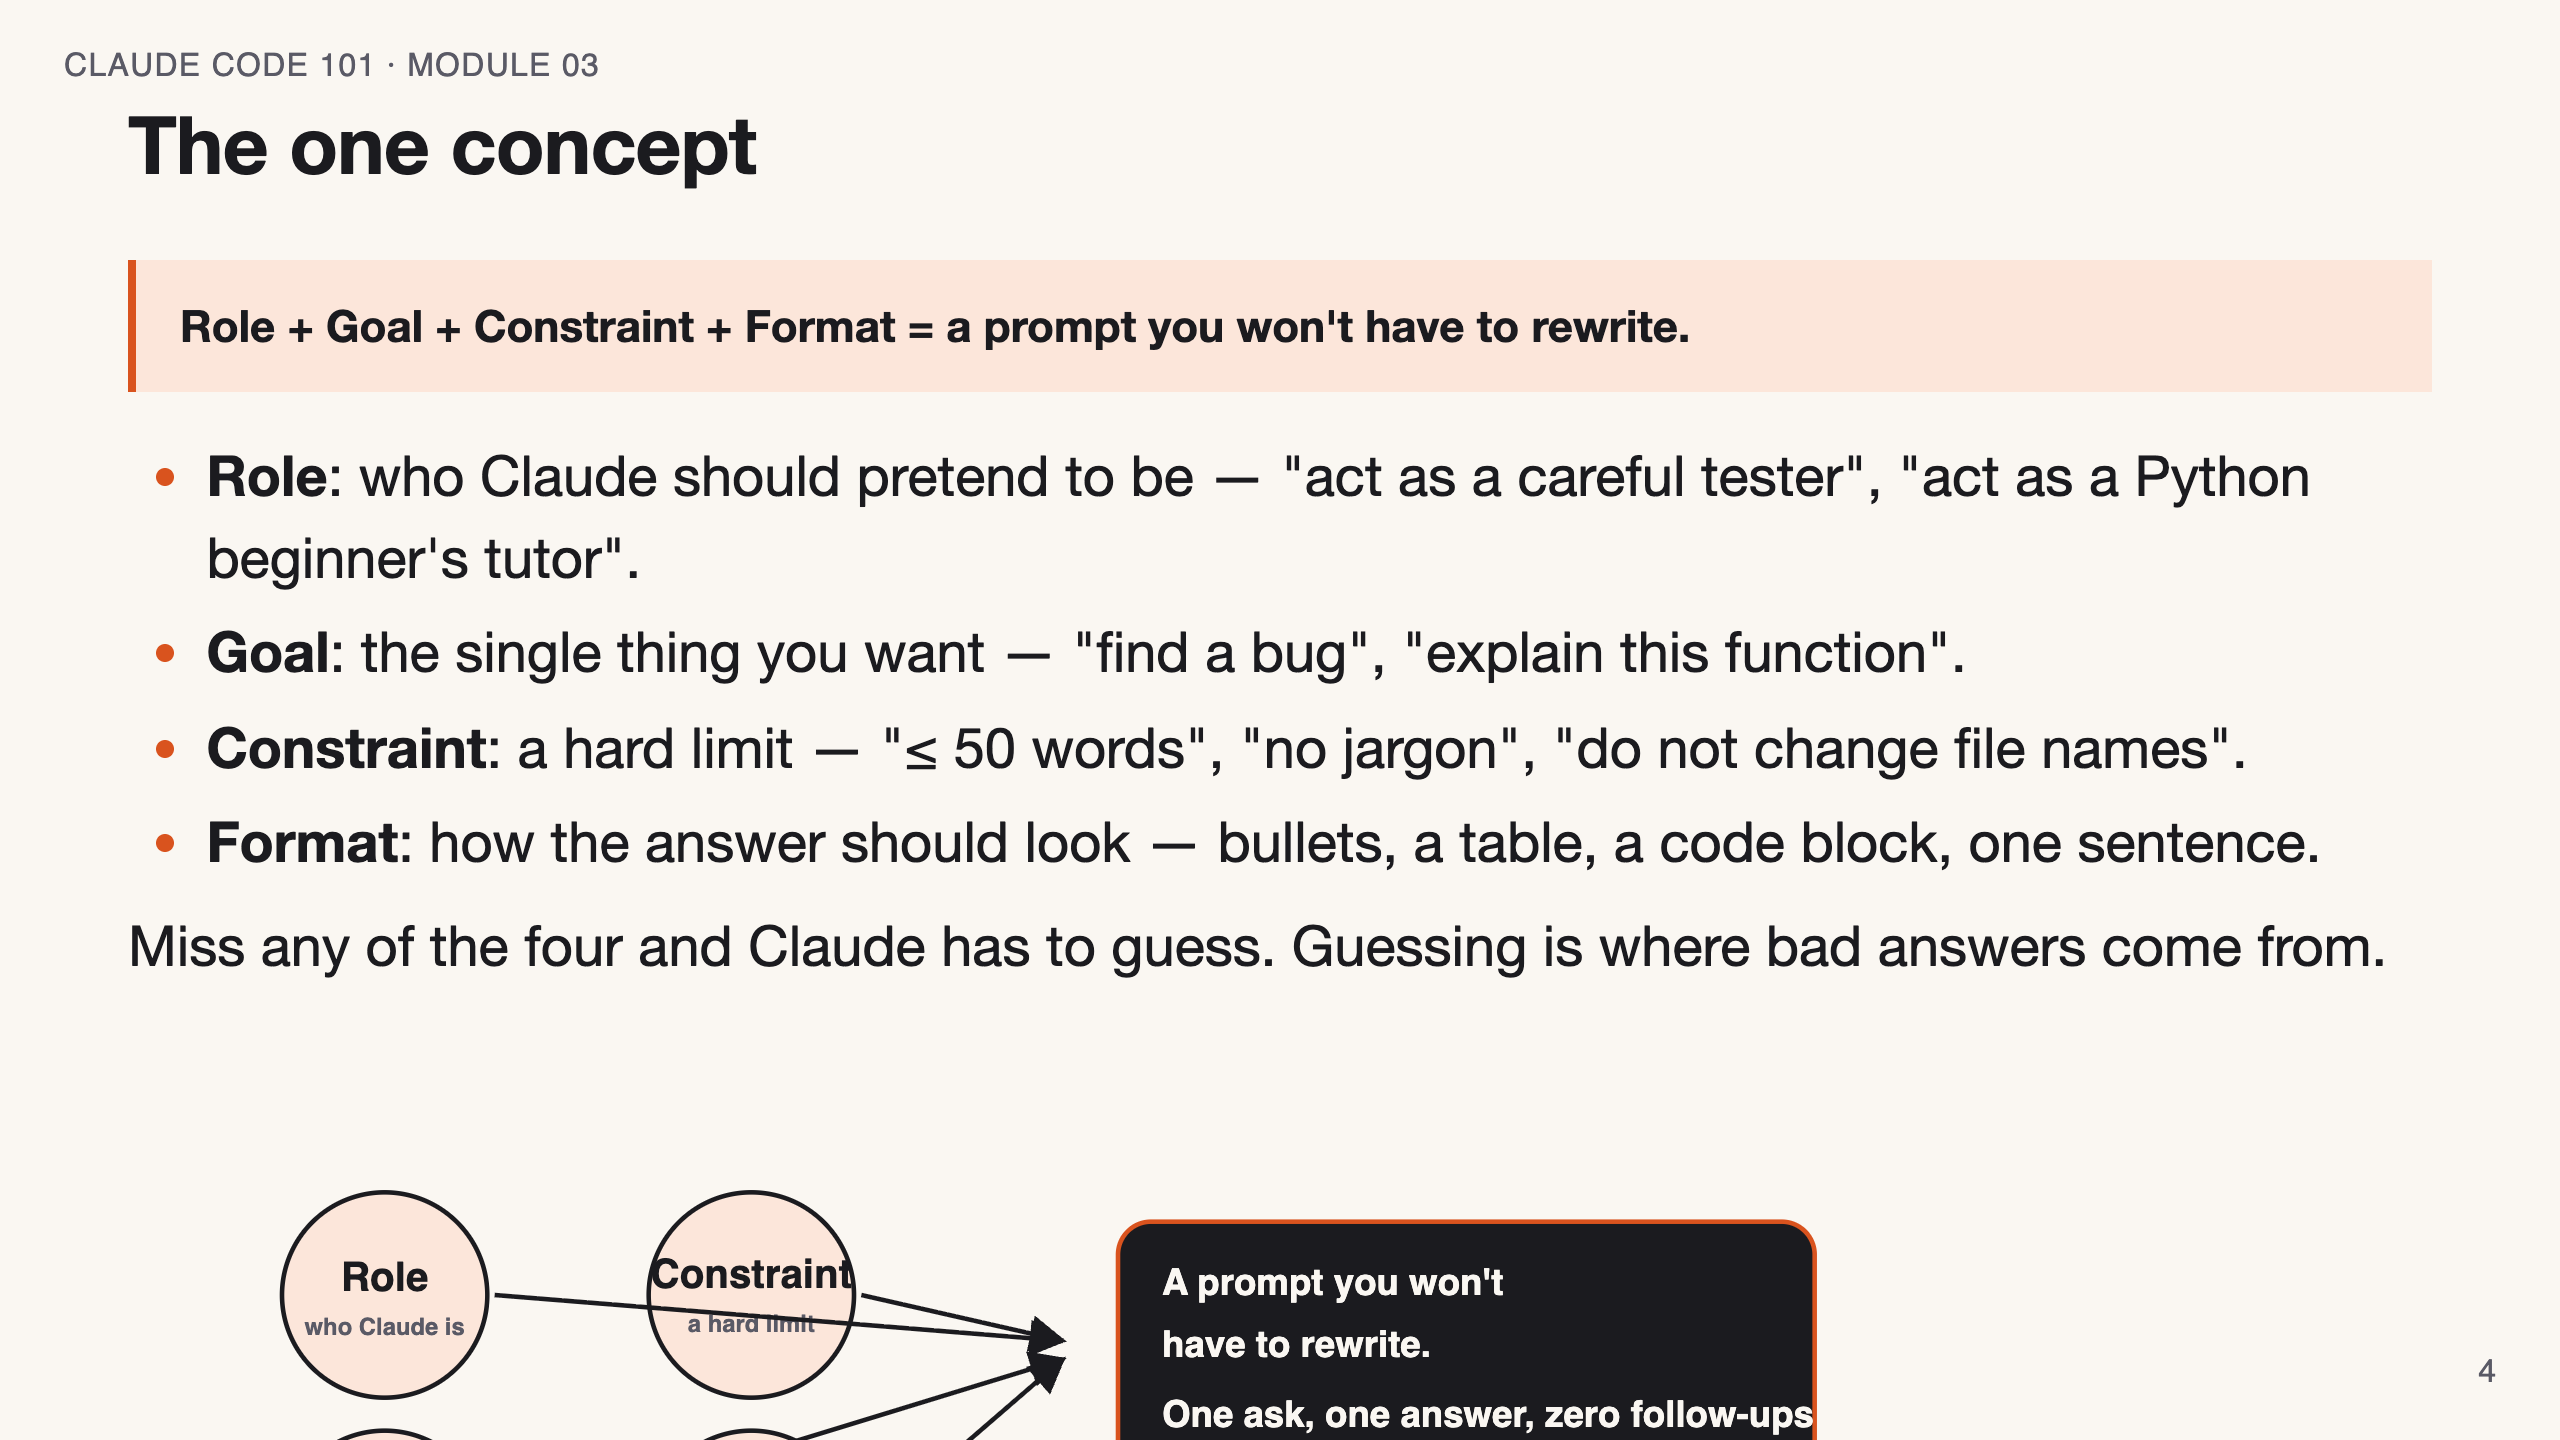 CLAUDE CODE 101 · MODULE 03
The one concept
Role + Goal + Constraint + Format = a prompt you won't have to rewrite.
• Role: who Claude should pretend to be — "act as a careful tester", "act as a Python
beginner's tutor".
• Goal: the single thing you want — "find a bug", "explain this function".
• Constraint: a hard limit — "≤ 50 words", "no jargon", "do not change file names".
• Format: how the answer should look — bullets, a table, a code block, one sentence.
Miss any of the four and Claude has to guess. Guessing is where bad answers come from.
Role
who Claude is
Constraint
a hard limit
A prompt you won't
have to rewrite.
One ask, one answer, zero follow-ups
4